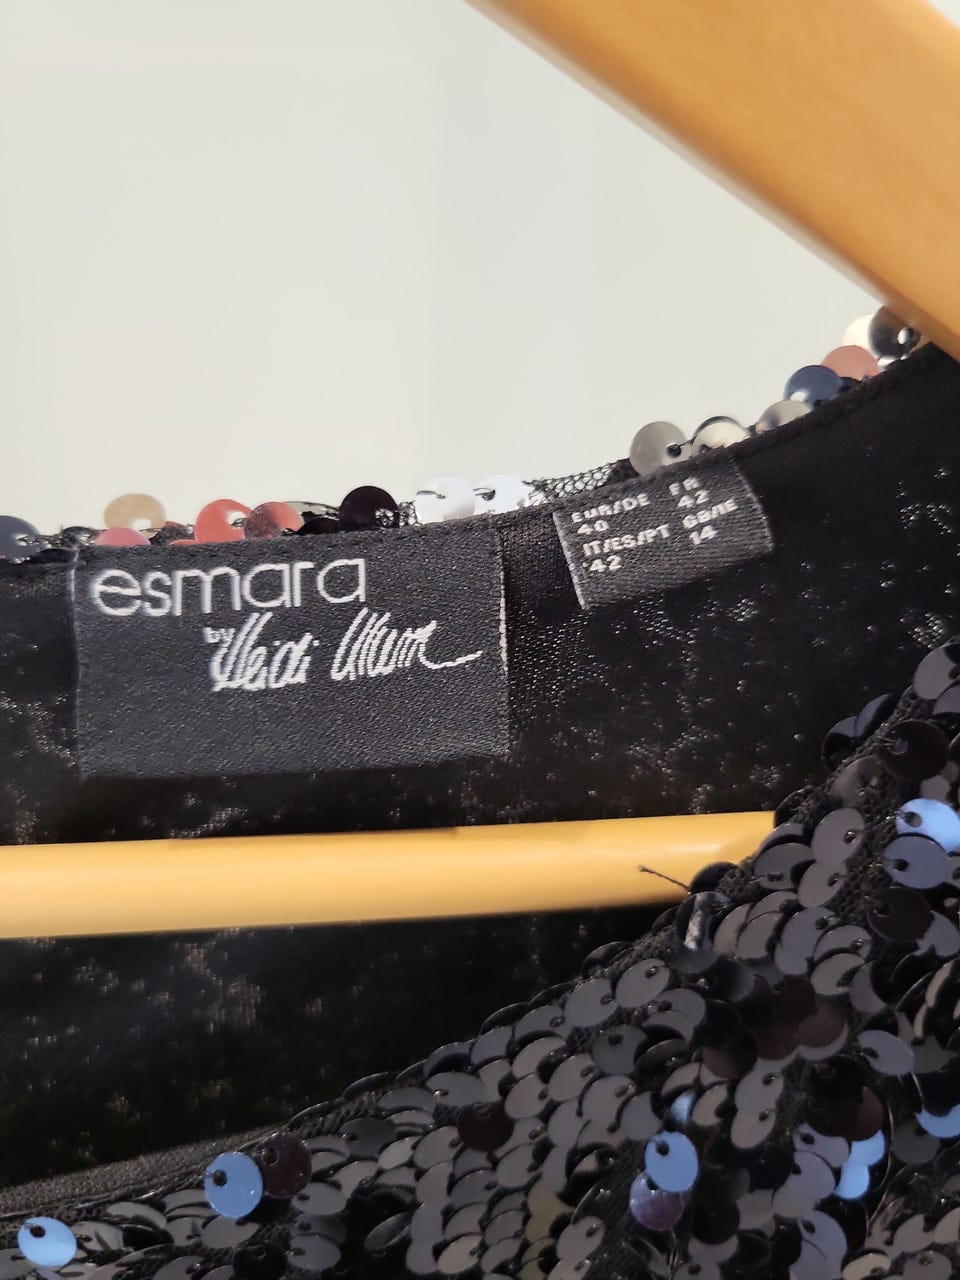 esmara
by Heidi Klum
EUR/DE FR
40 42
IT/ES/PT GB/IE
42 14